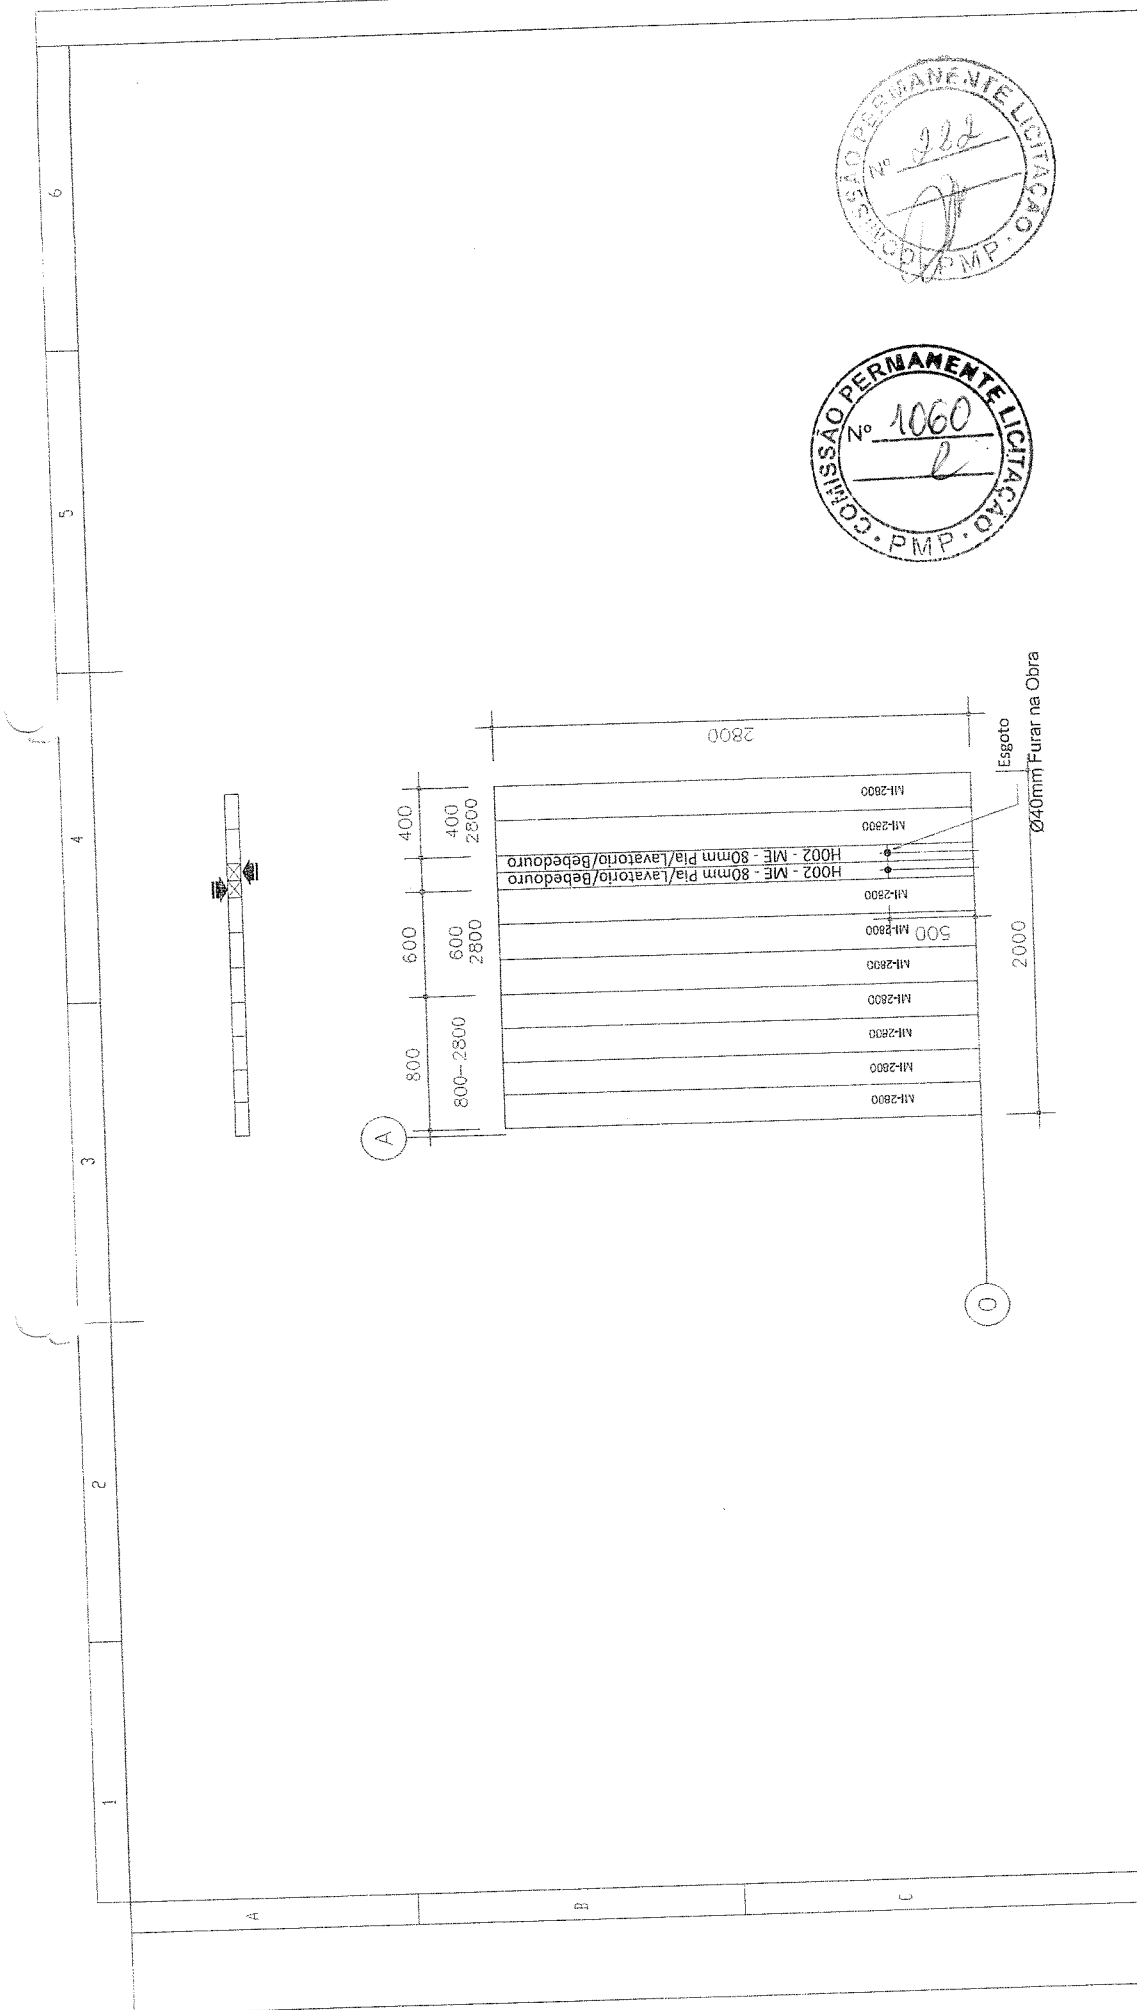 6
5
4
3
2
1
A
B
C
COMISSÃO PERMANENTE LICITAÇÃO · PMP ·
Nº 222
COMISSÃO PERMANENTE LICITAÇÃO · PMP ·
Nº 1060
2800
400
600
800
400
2800
600
2800
800-2800
A
MI-2800
MI-2800
H002 - ME - 80mm Pia/Lavatorio/Bebedouro
H002 - ME - 80mm Pia/Lavatorio/Bebedouro
MI-2800
MI-2800
MI-2800
MI-2800
MI-2800
MI-2800
MI-2800
500
2000
Esgoto
Ø40mm Furar na Obra
0